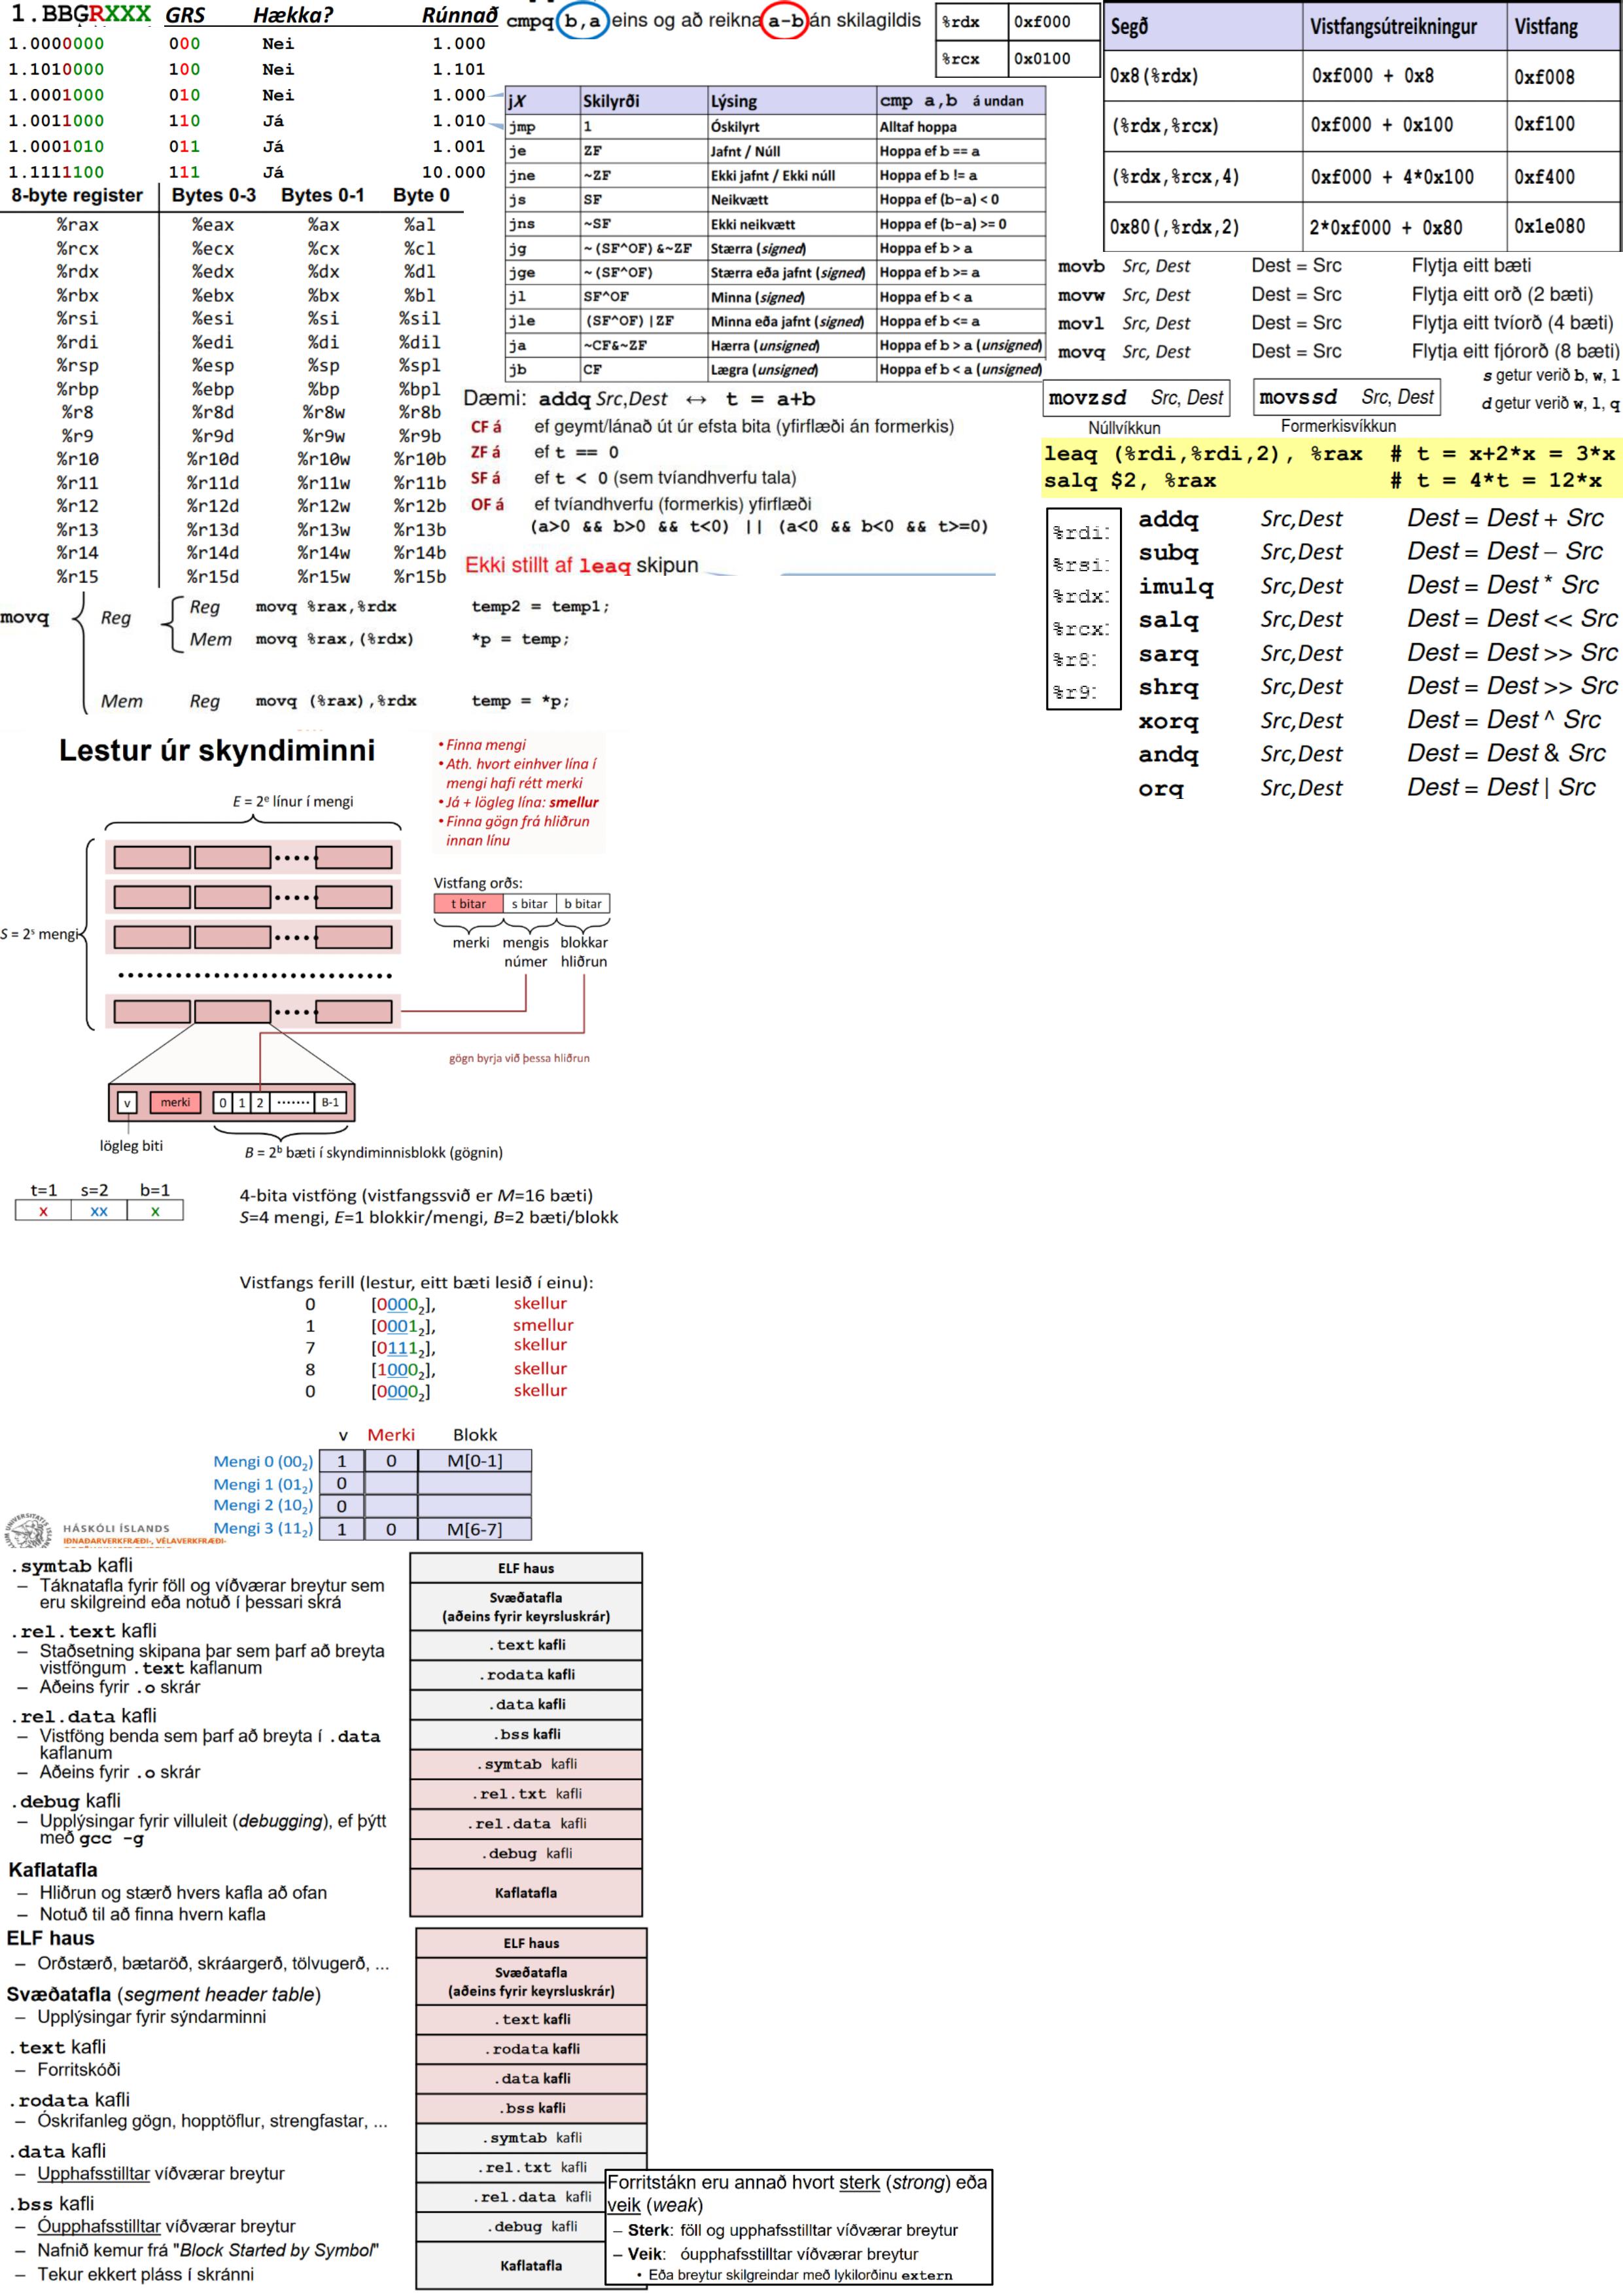 1.BBGRXXX GRS Hækka? Rúnnað
1.0000000 000 Nei 1.000
1.1010000 100 Nei 1.101
1.0001000 010 Nei 1.000
1.0011000 110 Já 1.010
1.0001010 011 Já 1.001
1.1111100 111 Já 10.000
8-byte register Bytes 0-3 Bytes 0-1 Byte 0
%rax %eax %ax %al
%rcx %ecx %cx %cl
%rdx %edx %dx %dl
%rbx %ebx %bx %bl
%rsi %esi %si %sil
%rdi %edi %di %dil
%rsp %esp %sp %spl
%rbp %ebp %bp %bpl
%r8 %r8d %r8w %r8b
%r9 %r9d %r9w %r9b
%r10 %r10d %r10w %r10b
%r11 %r11d %r11w %r11b
%r12 %r12d %r12w %r12b
%r13 %r13d %r13w %r13b
%r14 %r14d %r14w %r14b
%r15 %r15d %r15w %r15b
cmpq b,a eins og að reikna a-b án skilagildis
%rdx 0xf000
%rcx 0x0100
jX Skilyrði Lýsing cmp a,b á undan
jmp 1 Óskilyrt Alltaf hoppa
je ZF Jafnt / Núll Hoppa ef b == a
jne ~ZF Ekki jafnt / Ekki núll Hoppa ef b != a
js SF Neikvætt Hoppa ef (b-a) < 0
jns ~SF Ekki neikvætt Hoppa ef (b-a) >= 0
jg ~(SF^OF)&~ZF Stærra (signed) Hoppa ef b > a
jge ~(SF^OF) Stærra eða jafnt (signed) Hoppa ef b >= a
jl SF^OF Minna (signed) Hoppa ef b < a
jle (SF^OF)|ZF Minna eða jafnt (signed) Hoppa ef b <= a
ja ~CF&~ZF Hærra (unsigned) Hoppa ef b > a (unsigned)
jb CF Lægra (unsigned) Hoppa ef b < a (unsigned)
Segð Vistfangsútreikningur Vistfang
0x8(%rdx) 0xf000 + 0x8 0xf008
(%rdx,%rcx) 0xf000 + 0x100 0xf100
(%rdx,%rcx,4) 0xf000 + 4*0x100 0xf400
0x80(,%rdx,2) 2*0xf000 + 0x80 0x1e080
movb Src, Dest Dest = Src Flytja eitt bæti
movw Src, Dest Dest = Src Flytja eitt orð (2 bæti)
movl Src, Dest Dest = Src Flytja eitt tvíorð (4 bæti)
movq Src, Dest Dest = Src Flytja eitt fjórorð (8 bæti)
s getur verið b, w, l
movzsd Src, Dest movssd Src, Dest d getur verið w, l, q
Núllvíkkun Formerkisvíkkun
leaq (%rdi,%rdi,2), %rax # t = x+2*x = 3*x
salq $2, %rax # t = 4*t = 12*x
Dæmi: addq Src,Dest ↔ t = a+b
CF á ef geymt/lánað út úr efsta bita (yfirflæði án formerkis)
ZF á ef t == 0
SF á ef t < 0 (sem tvíandhverfu tala)
OF á ef tvíandhverfu (formerkis) yfirflæði
(a>0 && b>0 && t<0) || (a<0 && b<0 && t>=0)
Ekki stillt af leaq skipun
%rdi:
%rsi:
%rdx:
%rcx:
%r8:
%r9:
addq Src,Dest Dest = Dest + Src
subq Src,Dest Dest = Dest − Src
imulq Src,Dest Dest = Dest * Src
salq Src,Dest Dest = Dest << Src
sarq Src,Dest Dest = Dest >> Src
shrq Src,Dest Dest = Dest >> Src
xorq Src,Dest Dest = Dest ^ Src
andq Src,Dest Dest = Dest & Src
orq Src,Dest Dest = Dest | Src
movq Reg Reg movq %rax,%rdx temp2 = temp1;
Mem movq %rax,(%rdx) *p = temp;
Mem Reg movq (%rax),%rdx temp = *p;
Lestur úr skyndiminni
• Finna mengi
• Ath. hvort einhver lína í
mengi hafi rétt merki
• Já + lögleg lína: smellur
• Finna gögn frá hliðrun
innan línu
E = 2ᵉ línur í mengi
S = 2ˢ mengi
Vistfang orðs:
t bitar s bitar b bitar
merki mengis blokkar
númer hliðrun
gögn byrja við þessa hliðrun
v merki 0 1 2 ······· B-1
lögleg biti
B = 2ᵇ bæti í skyndiminnisblokk (gögnin)
t=1 s=2 b=1
x xx x
4-bita vistföng (vistfangssvið er M=16 bæti)
S=4 mengi, E=1 blokkir/mengi, B=2 bæti/blokk
Vistfangs ferill (lestur, eitt bæti lesið í einu):
0 [0000₂], skellur
1 [0001₂], smellur
7 [0111₂], skellur
8 [1000₂], skellur
0 [0000₂] skellur
v Merki Blokk
Mengi 0 (00₂) 1 0 M[0-1]
Mengi 1 (01₂) 0
Mengi 2 (10₂) 0
Mengi 3 (11₂) 1 0 M[6-7]
HÁSKÓLI ÍSLANDS
IÐNAÐARVERKFRÆÐI-, VÉLAVERKFRÆÐI-
.symtab kafli
– Táknatafla fyrir föll og víðværar breytur sem
eru skilgreind eða notuð í þessari skrá
.rel.text kafli
– Staðsetning skipana þar sem þarf að breyta
vistföngum .text kaflanum
– Aðeins fyrir .o skrár
.rel.data kafli
– Vistföng benda sem þarf að breyta í .data
kaflanum
– Aðeins fyrir .o skrár
.debug kafli
– Upplýsingar fyrir villuleit (debugging), ef þýtt
með gcc -g
Kaflatafla
– Hliðrun og stærð hvers kafla að ofan
– Notuð til að finna hvern kafla
ELF haus
Svæðatafla
(aðeins fyrir keyrsluskrár)
.text kafli
.rodata kafli
.data kafli
.bss kafli
.symtab kafli
.rel.txt kafli
.rel.data kafli
.debug kafli
Kaflatafla
ELF haus
– Orðstærð, bætaröð, skráargerð, tölvugerð, ...
Svæðatafla (segment header table)
– Upplýsingar fyrir sýndarminni
.text kafli
– Forritskóði
.rodata kafli
– Óskrifanleg gögn, hopptöflur, strengfastar, ...
.data kafli
– Upphafsstilltar víðværar breytur
.bss kafli
– Óupphafsstilltar víðværar breytur
– Nafnið kemur frá "Block Started by Symbol"
– Tekur ekkert pláss í skránni
ELF haus
Svæðatafla
(aðeins fyrir keyrsluskrár)
.text kafli
.rodata kafli
.data kafli
.bss kafli
.symtab kafli
.rel.txt kafli
.rel.data kafli
.debug kafli
Kaflatafla
Forritstákn eru annað hvort sterk (strong) eða
veik (weak)
– Sterk: föll og upphafsstilltar víðværar breytur
– Veik: óupphafsstilltar víðværar breytur
• Eða breytur skilgreindar með lykilorðinu extern